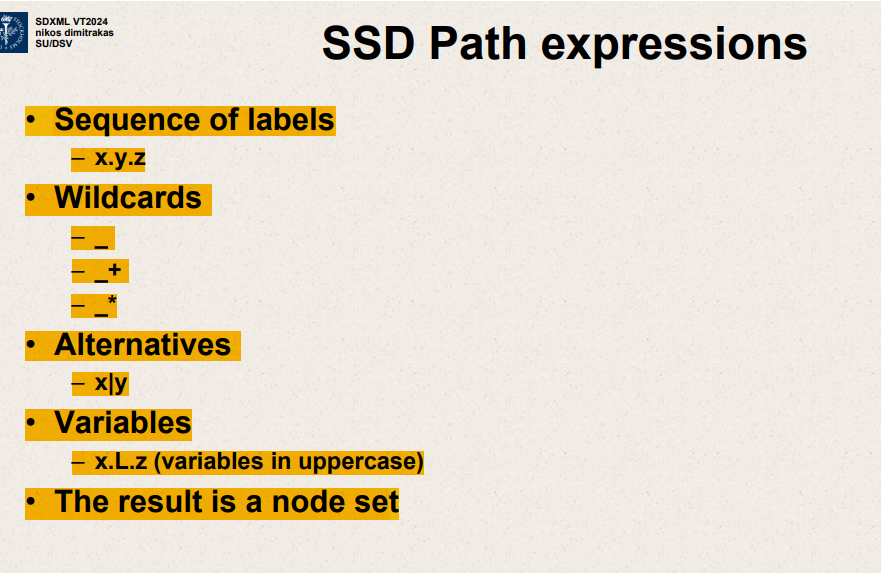 SDXML VT2024
nikos dimitrakas
SU/DSV
SSD Path expressions
• Sequence of labels
– x.y.z
• Wildcards
– _
– _+
– _*
• Alternatives
– x|y
• Variables
– x.L.z (variables in uppercase)
• The result is a node set